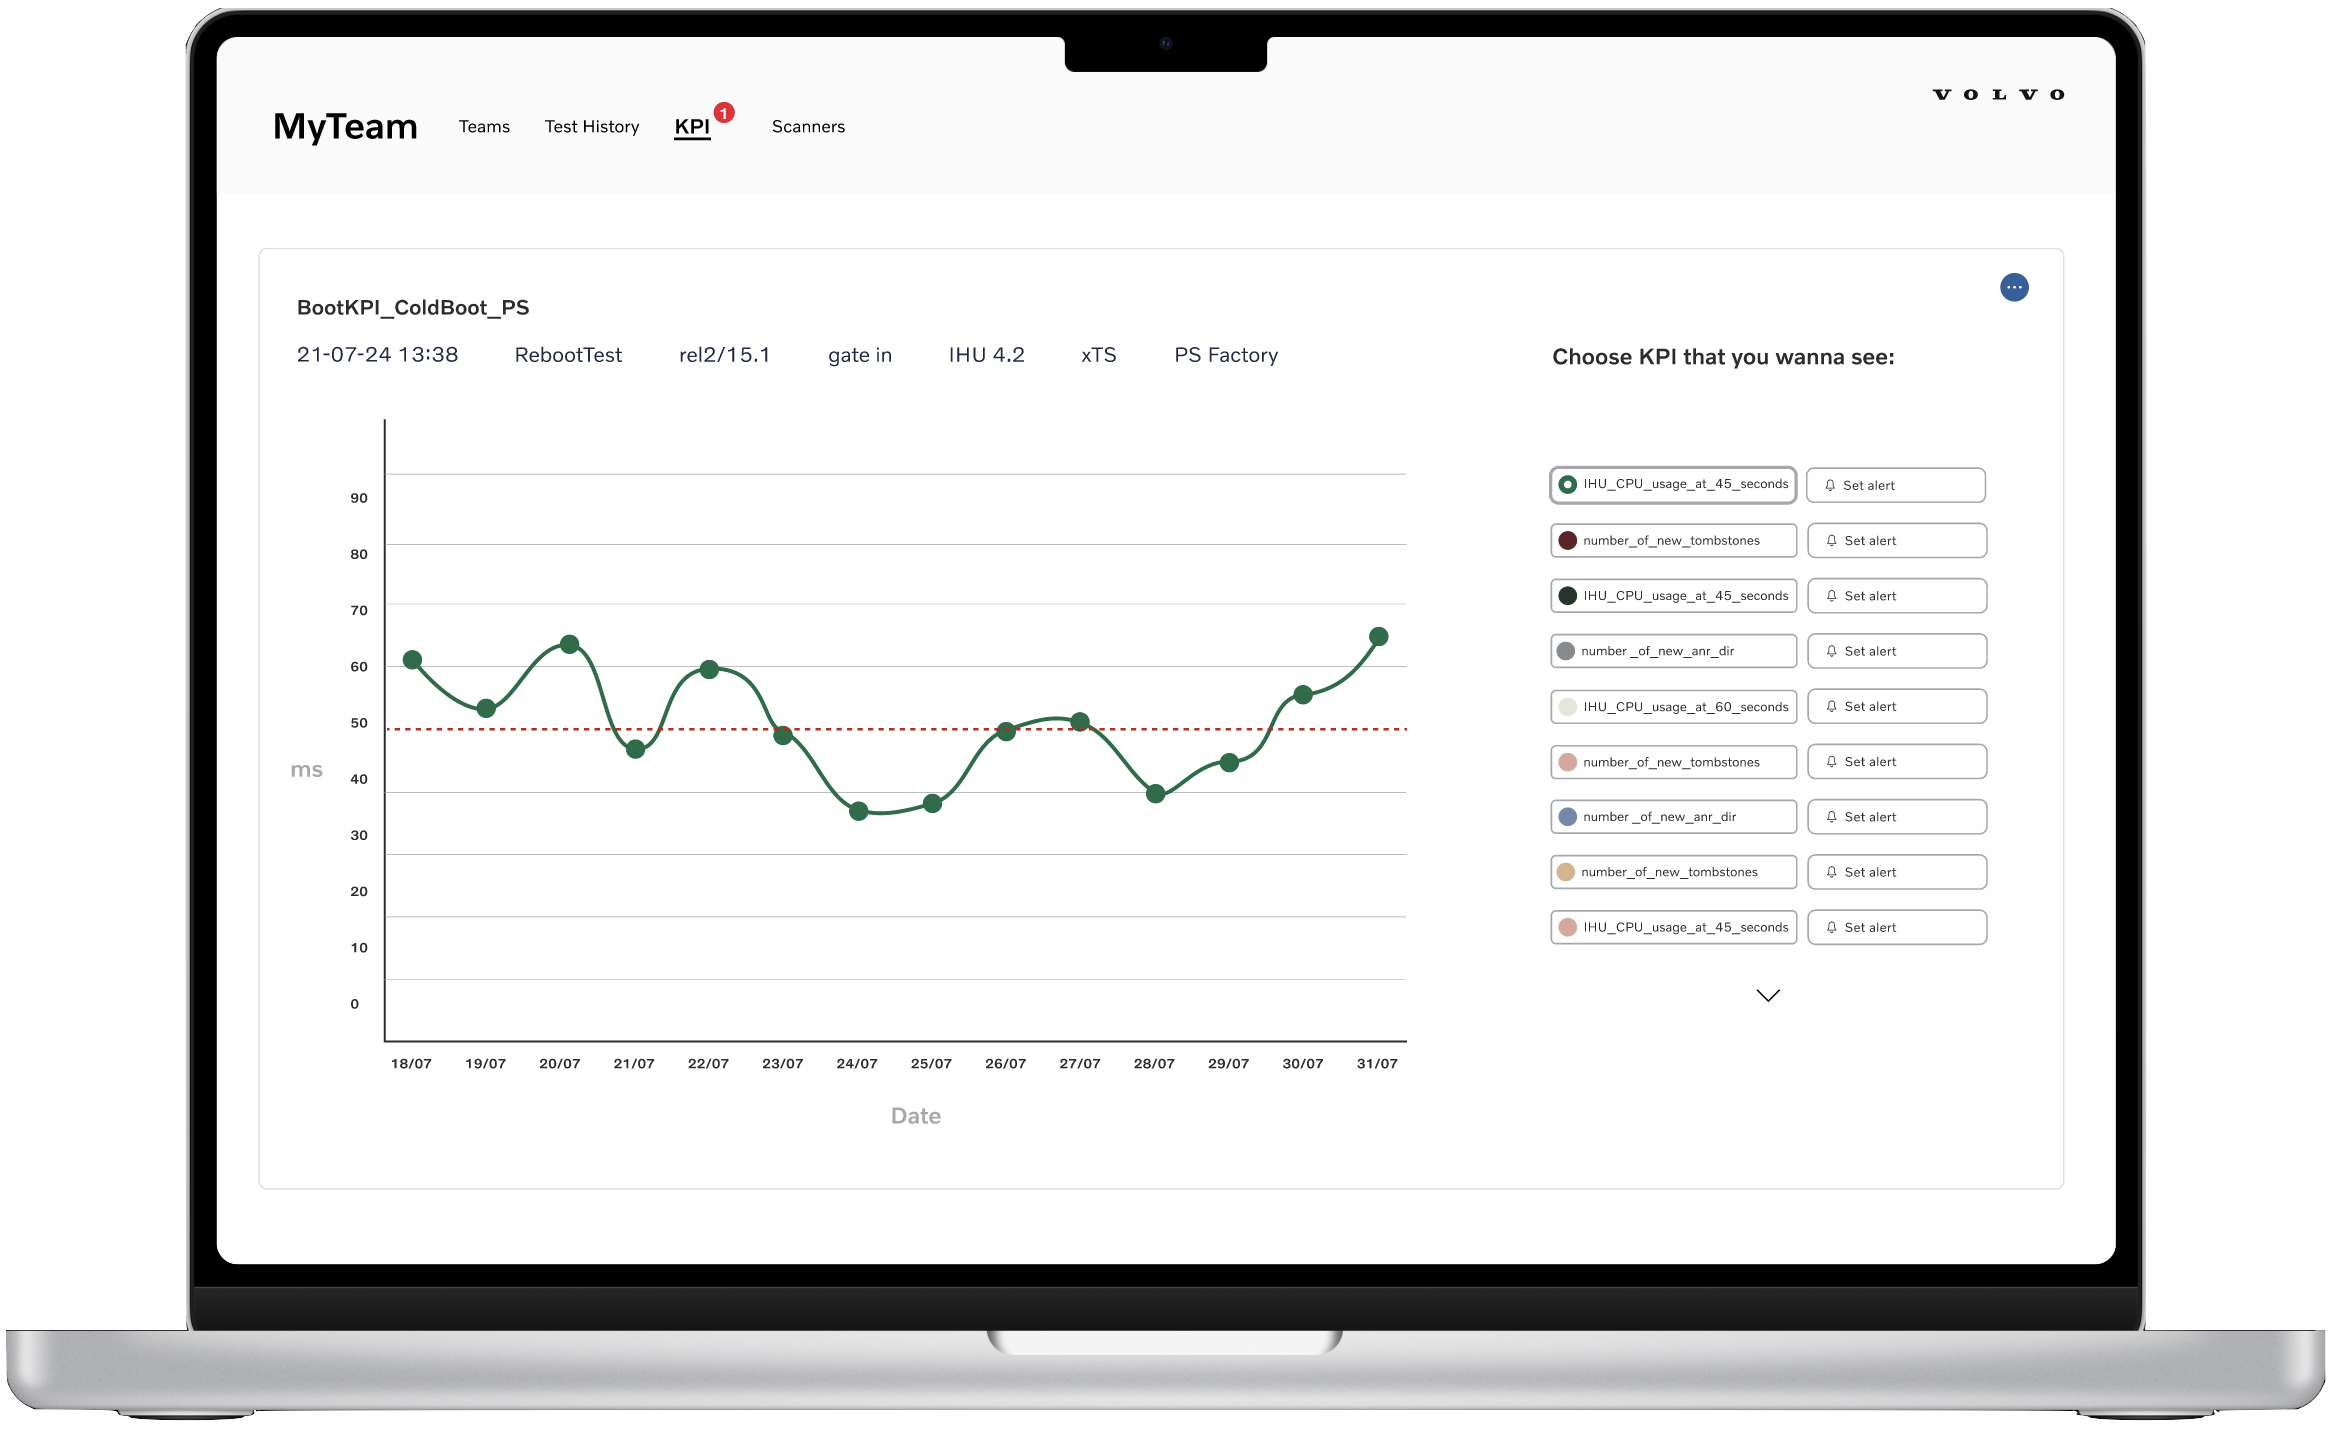 VOLVO
MyTeam Teams Test History KPI 1 Scanners
BootKPI_ColdBoot_PS
21-07-24 13:38 RebootTest rel2/15.1 gate in IHU 4.2 xTS PS Factory
Choose KPI that you wanna see:
90
80
70
60
50
40
30
20
10
0
ms
18/07 19/07 20/07 21/07 22/07 23/07 24/07 25/07 26/07 27/07 28/07 29/07 30/07 31/07
Date
IHU_CPU_usage_at_45_seconds Set alert
number_of_new_tombstones Set alert
IHU_CPU_usage_at_45_seconds Set alert
number _of_new_anr_dir Set alert
IHU_CPU_usage_at_60_seconds Set alert
number_of_new_tombstones Set alert
number _of_new_anr_dir Set alert
number_of_new_tombstones Set alert
IHU_CPU_usage_at_45_seconds Set alert